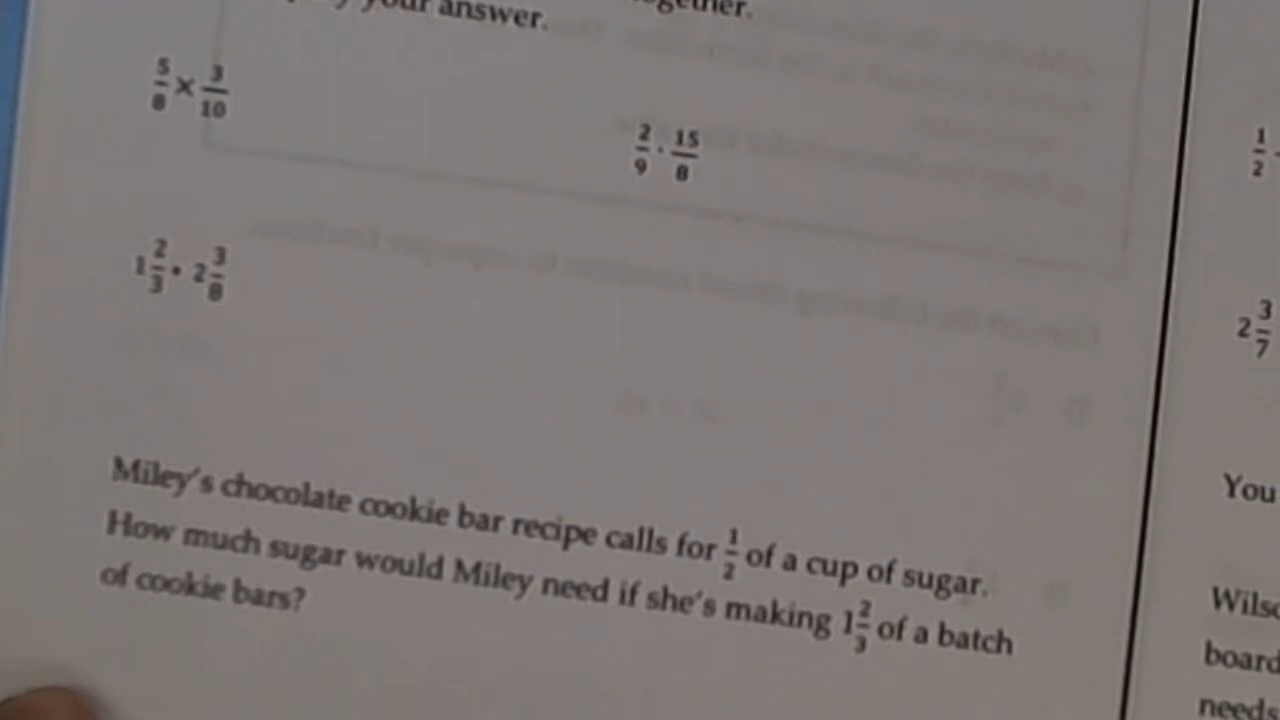 your answer.
5/8 × 3/10
2/9 · 15/8
1 2/3 • 2 3/8
Miley's chocolate cookie bar recipe calls for 1/2 of a cup of sugar.
How much sugar would Miley need if she's making 1 2/3 of a batch
of cookie bars?
1/2
2 3/7
You
board
needs